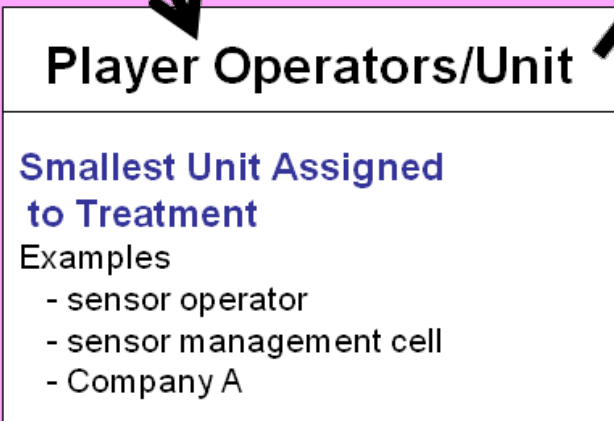 Player Operators/Unit
Smallest Unit Assigned
to Treatment
Examples
- sensor operator
- sensor management cell
- Company A